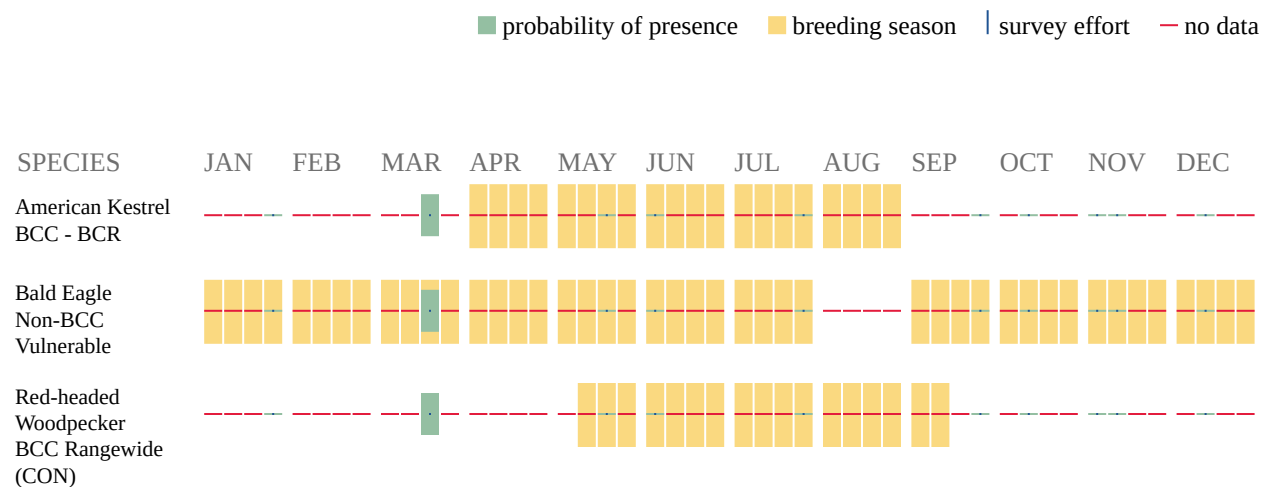 probability of presence breeding season survey effort no data
SPECIES JAN FEB MAR APR MAY JUN JUL AUG SEP OCT NOV DEC
American Kestrel
BCC - BCR
Bald Eagle
Non-BCC
Vulnerable
Red-headed
Woodpecker
BCC Rangewide
(CON)